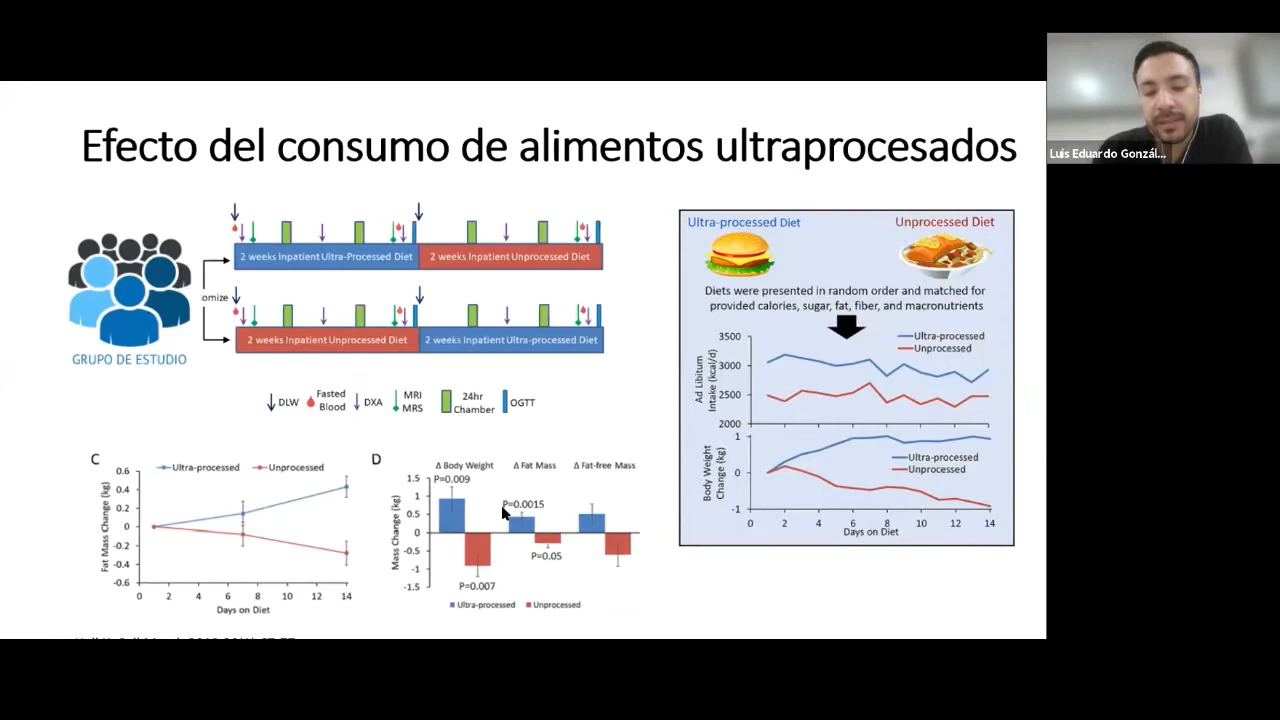 Efecto del consumo de alimentos ultraprocesados
Luis Eduardo Gonzál...
2 weeks Inpatient Ultra-Processed Diet
2 weeks Inpatient Unprocessed Diet
omize
2 weeks Inpatient Unprocessed Diet
2 weeks Inpatient Ultra-processed Diet
GRUPO DE ESTUDIO
DLW
Fasted
Blood
DXA
MRI
MRS
24hr
Chamber
OGTT
C
Ultra-processed
Unprocessed
Fat Mass Change (kg)
0.6
0.4
0.2
0
-0.2
-0.4
-0.6
0 2 4 6 8 10 12 14
Days on Diet
D
Δ Body Weight
Δ Fat Mass
Δ Fat-free Mass
P=0.009
P=0.0015
P=0.05
P=0.007
Mass Change (kg)
1.5
1
0.5
0
-0.5
-1
-1.5
Ultra-processed
Unprocessed
Ultra-processed Diet
Unprocessed Diet
Diets were presented in random order and matched for
provided calories, sugar, fat, fiber, and macronutrients
Ad Libitum
Intake (kcal/d)
3500
3000
2500
2000
Ultra-processed
Unprocessed
Body Weight
Change (kg)
1
0
-1
Ultra-processed
Unprocessed
0 2 4 6 8 10 12 14
Days on Diet